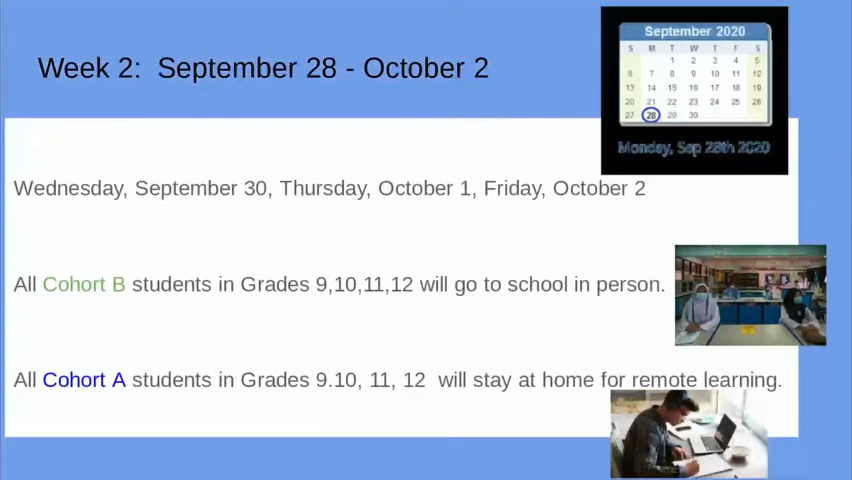 Week 2:  September 28 - October 2
September 2020
S M T W T F S
1 2 3 4 5
6 7 8 9 10 11 12
13 14 15 16 17 18 19
20 21 22 23 24 25 26
27 28 29 30
Monday, Sep 28th 2020
Wednesday, September 30, Thursday, October 1, Friday, October 2
All Cohort B students in Grades 9,10,11,12 will go to school in person.
All Cohort A students in Grades 9.10, 11, 12  will stay at home for remote learning.